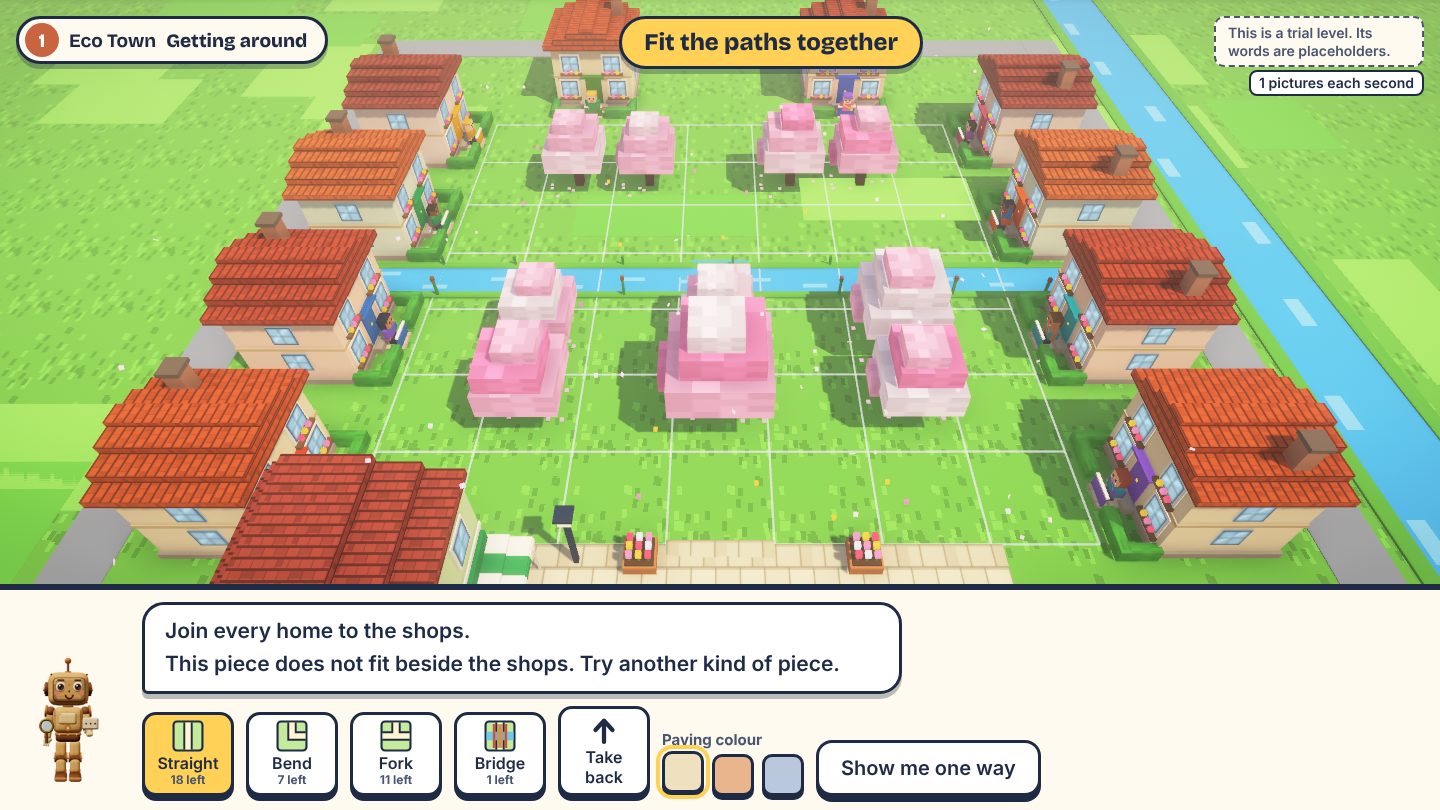 1 Eco Town Getting around
Fit the paths together
This is a trial level. Its
words are placeholders.
1 pictures each second
Join every home to the shops.
This piece does not fit beside the shops. Try another kind of piece.
Straight
18 left
Bend
7 left
Fork
11 left
Bridge
1 left
Take
back
Paving colour
Show me one way